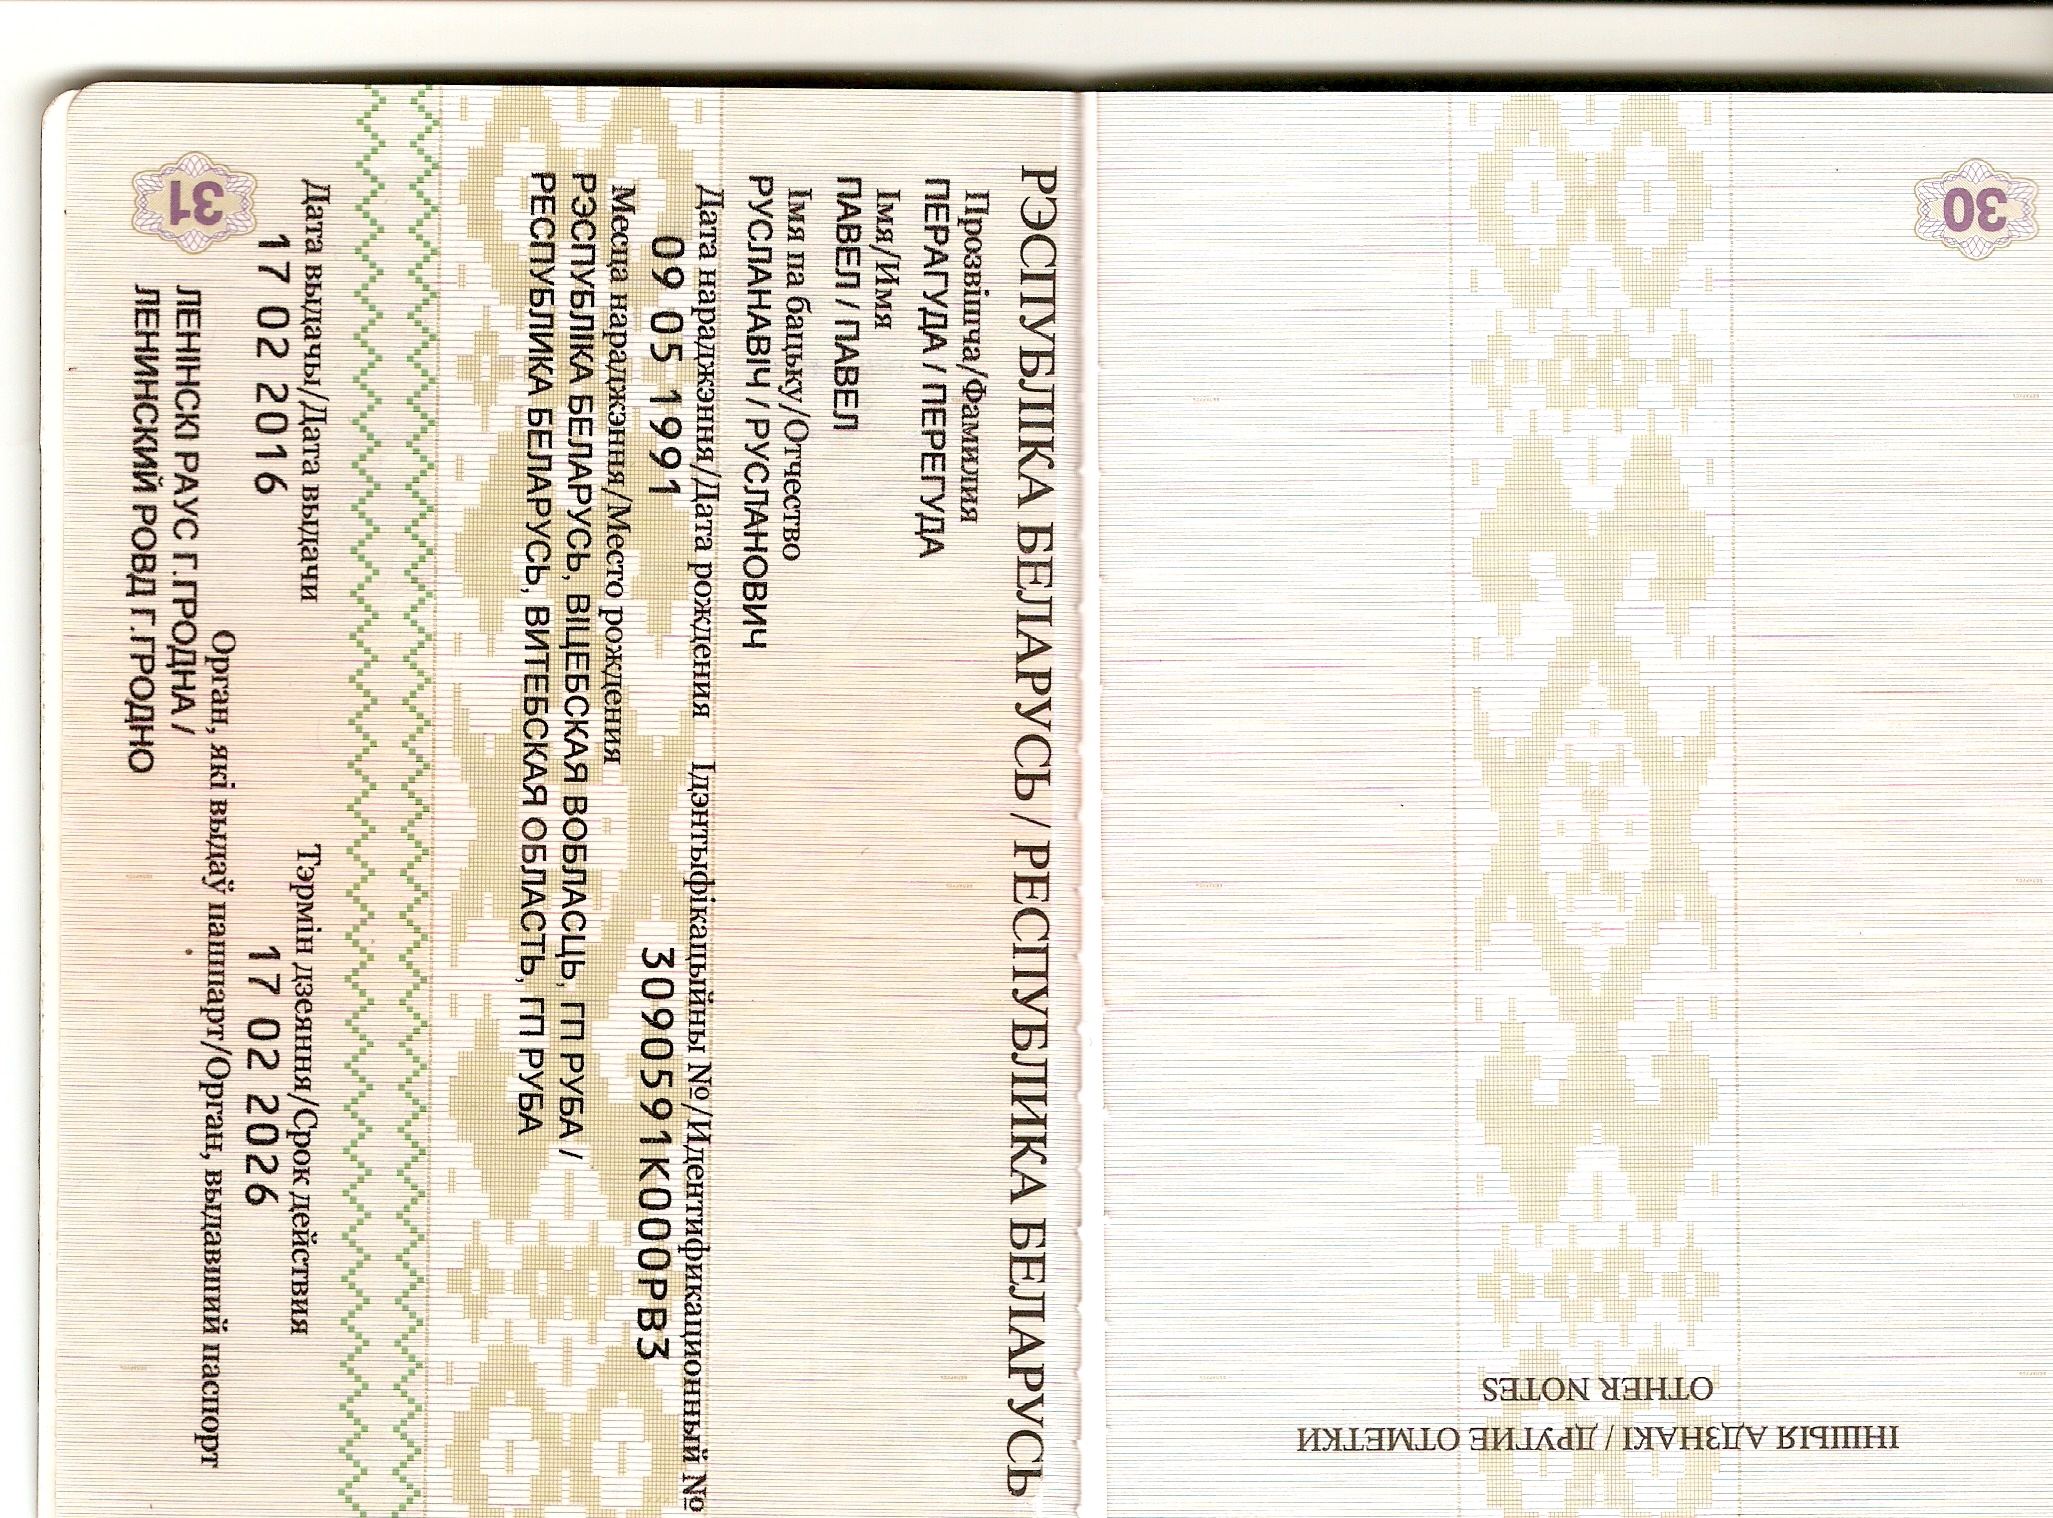 РЭСПУБЛІКА БЕЛАРУСЬ / РЕСПУБЛИКА БЕЛАРУСЬ
Прозвішча/Фамилия
ПЕРАГУДА / ПЕРЕГУДА
Імя/Имя
ПАВЕЛ / ПАВЕЛ
Імя па бацьку/Отчество
РУСЛАНАВІЧ / РУСЛАНОВИЧ
Дата нараджэння/Дата рождения Ідэнтыфікацыйны №/Идентификационный №
09 05 1991 3090591K000PB3
Месца нараджэння/Место рождения
РЭСПУБЛІКА БЕЛАРУСЬ, ВІЦЕБСКАЯ ВОБЛАСЦЬ, ГП РУБА /
РЕСПУБЛИКА БЕЛАРУСЬ, ВИТЕБСКАЯ ОБЛАСТЬ, ГП РУБА
Дата выдачы/Дата выдачи Тэрмін дзеяння/Срок действия
17 02 2016 17 02 2026
Орган, які выдаў пашпарт/Орган, выдавший паспорт
ЛЕНІНСКІ РАУС Г.ГРОДНА /
ЛЕНИНСКИЙ РОВД Г.ГРОДНО
31
ІНШЫЯ АДЗНАКІ / ДРУГИЕ ОТМЕТКИ
OTHER NOTES
30